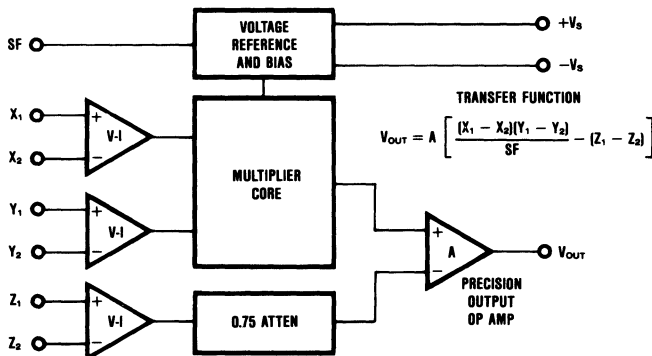 SF
VOLTAGE
REFERENCE
AND BIAS
+VS
−VS
TRANSFER FUNCTION
VOUT = A [ (X1 − X2)(Y1 − Y2) / SF − (Z1 − Z2) ]
X1
+
V-I
X2
−
MULTIPLIER
CORE
Y1
+
V-I
Y2
−
+
A
−
VOUT
PRECISION
OUTPUT
OP AMP
Z1
+
V-I
Z2
−
0.75 ATTEN